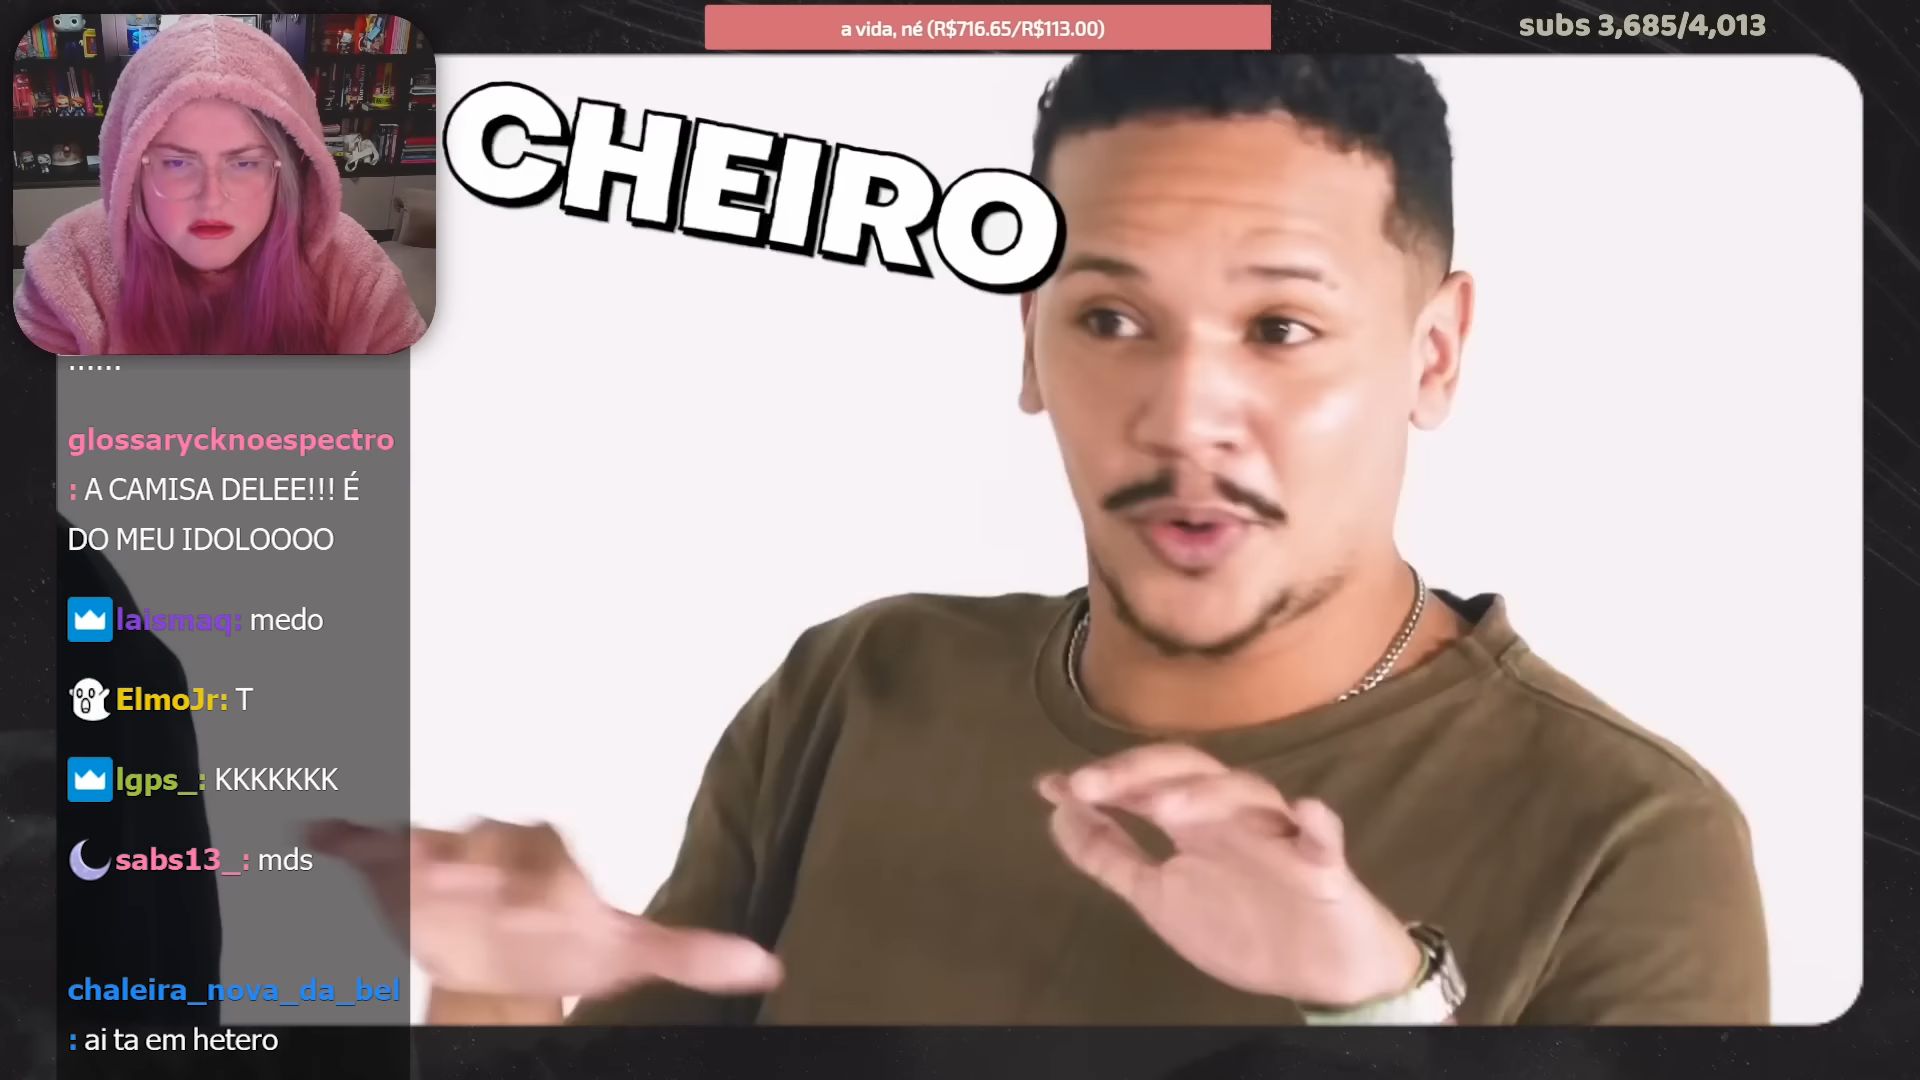 a vida, né (R$716.65/R$113.00)
subs 3,685/4,013
CHEIRO
......
glossarycknoespectro
: A CAMISA DELEE!!! É
DO MEU IDOLOOOO
laismaq: medo
ElmoJr: T
lgps_: KKKKKKK
sabs13_: mds
chaleira_nova_da_bel
: ai ta em hetero